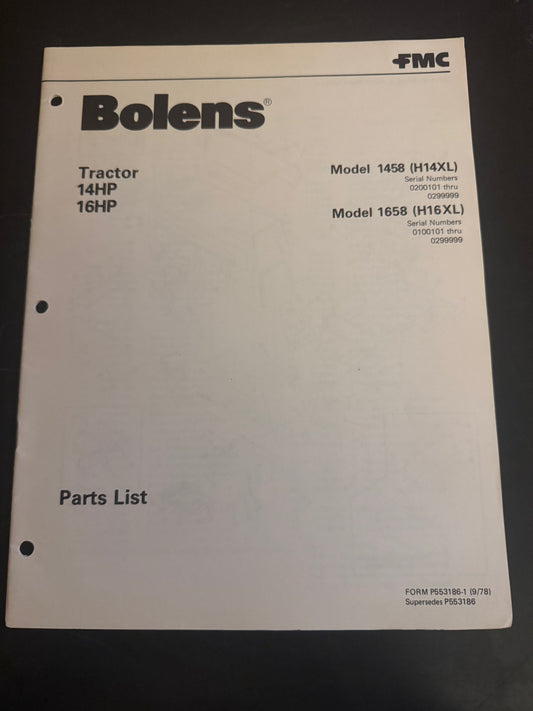 FMC
Bolens®
Tractor
14HP
16HP
Model 1458 (H14XL)
Serial Numbers
0200101 thru
0299999
Model 1658 (H16XL)
Serial Numbers
0100101 thru
0299999
Parts List
FORM P553186-1 (9/78)
Supersedes P553186